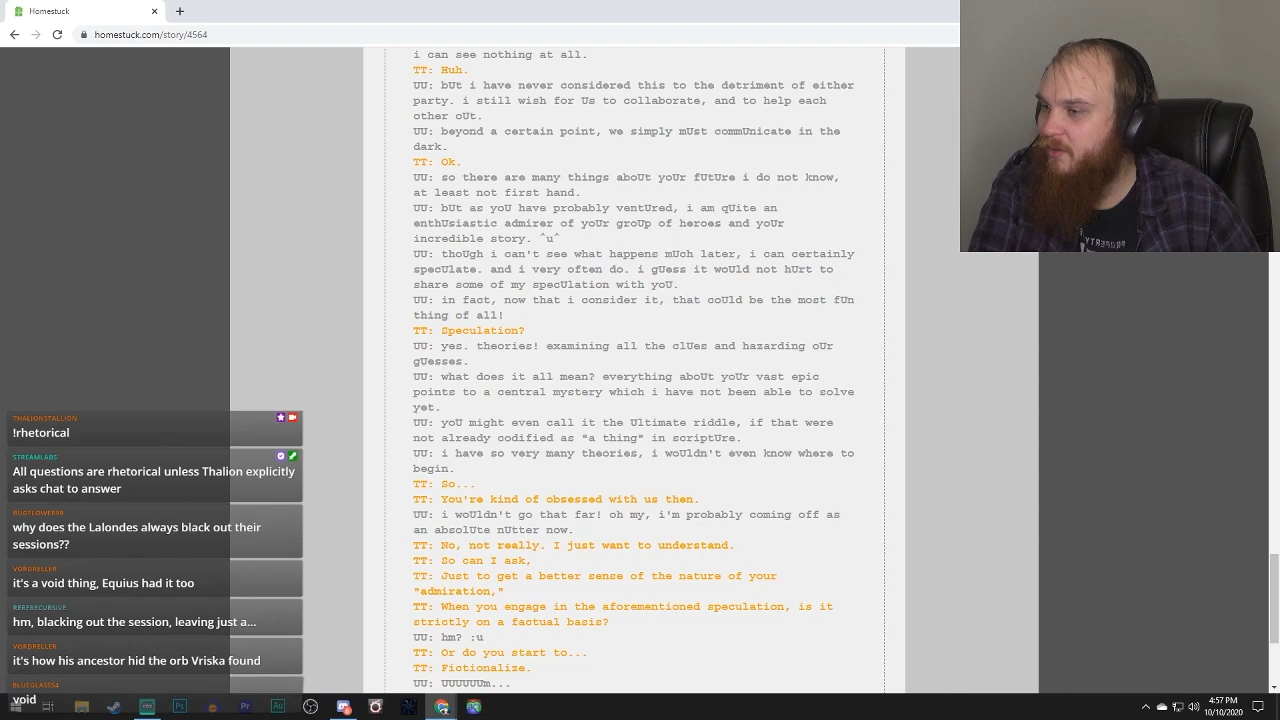 Homestuck
homestuck.com/story/4564
i can see nothing at all.
TT: Huh.
UU: bUt i have never considered this to the detriment of either
party. i still wish for Us to collaborate, and to help each
other oUt.
UU: beyond a certain point, we simply mUst commUnicate in the
dark.
TT: Ok.
UU: so there are many things aboUt yoUr fUtUre i do not know,
at least not first hand.
UU: bUt as yoU have probably ventUred, i am qUite an
enthUsiastic admirer of yoUr groUp of heroes and yoUr
incredible story. ^u^
UU: thoUgh i can't see what happens mUch later, i can certainly
specUlate. and i very often do. i gUess it woUld not hUrt to
share some of my specUlation with yoU.
UU: in fact, now that i consider it, that coUld be the most fUn
thing of all!
TT: Speculation?
UU: yes. theories! examining all the clUes and hazarding oUr
gUesses.
UU: what does it all mean? everything aboUt yoUr vast epic
points to a central mystery which i have not been able to solve
yet.
UU: yoU might even call it the Ultimate riddle, if that were
not already codified as "a thing" in scriptUre.
UU: i have so very many theories, i woUldn't even know where to
begin.
TT: So...
TT: You're kind of obsessed with us then.
UU: i woUldn't go that far! oh my, i'm probably coming off as
an absolUte nUtter now.
TT: No, not really. I just want to understand.
TT: So can I ask,
TT: Just to get a better sense of the nature of your
"admiration,"
TT: When you engage in the aforementioned speculation, is it
strictly on a factual basis?
UU: hm? :u
TT: Or do you start to...
TT: Fictionalize.
UU: UUUUUUm...
THALIONSTALLION
!rhetorical
STREAMLABS
All questions are rhetorical unless Thalion explicitly
asks chat to answer
BUGFLOWER99
why does the Lalondes always black out their
sessions??
VORDRELLER
it's a void thing, Equius had it too
RERERECURSIVE
hm, blacking out the session, leaving just a...
VORDRELLER
it's how his ancestor hid the orb Vriska found
BLUEGLASS54
void
4:57 PM
10/10/2020